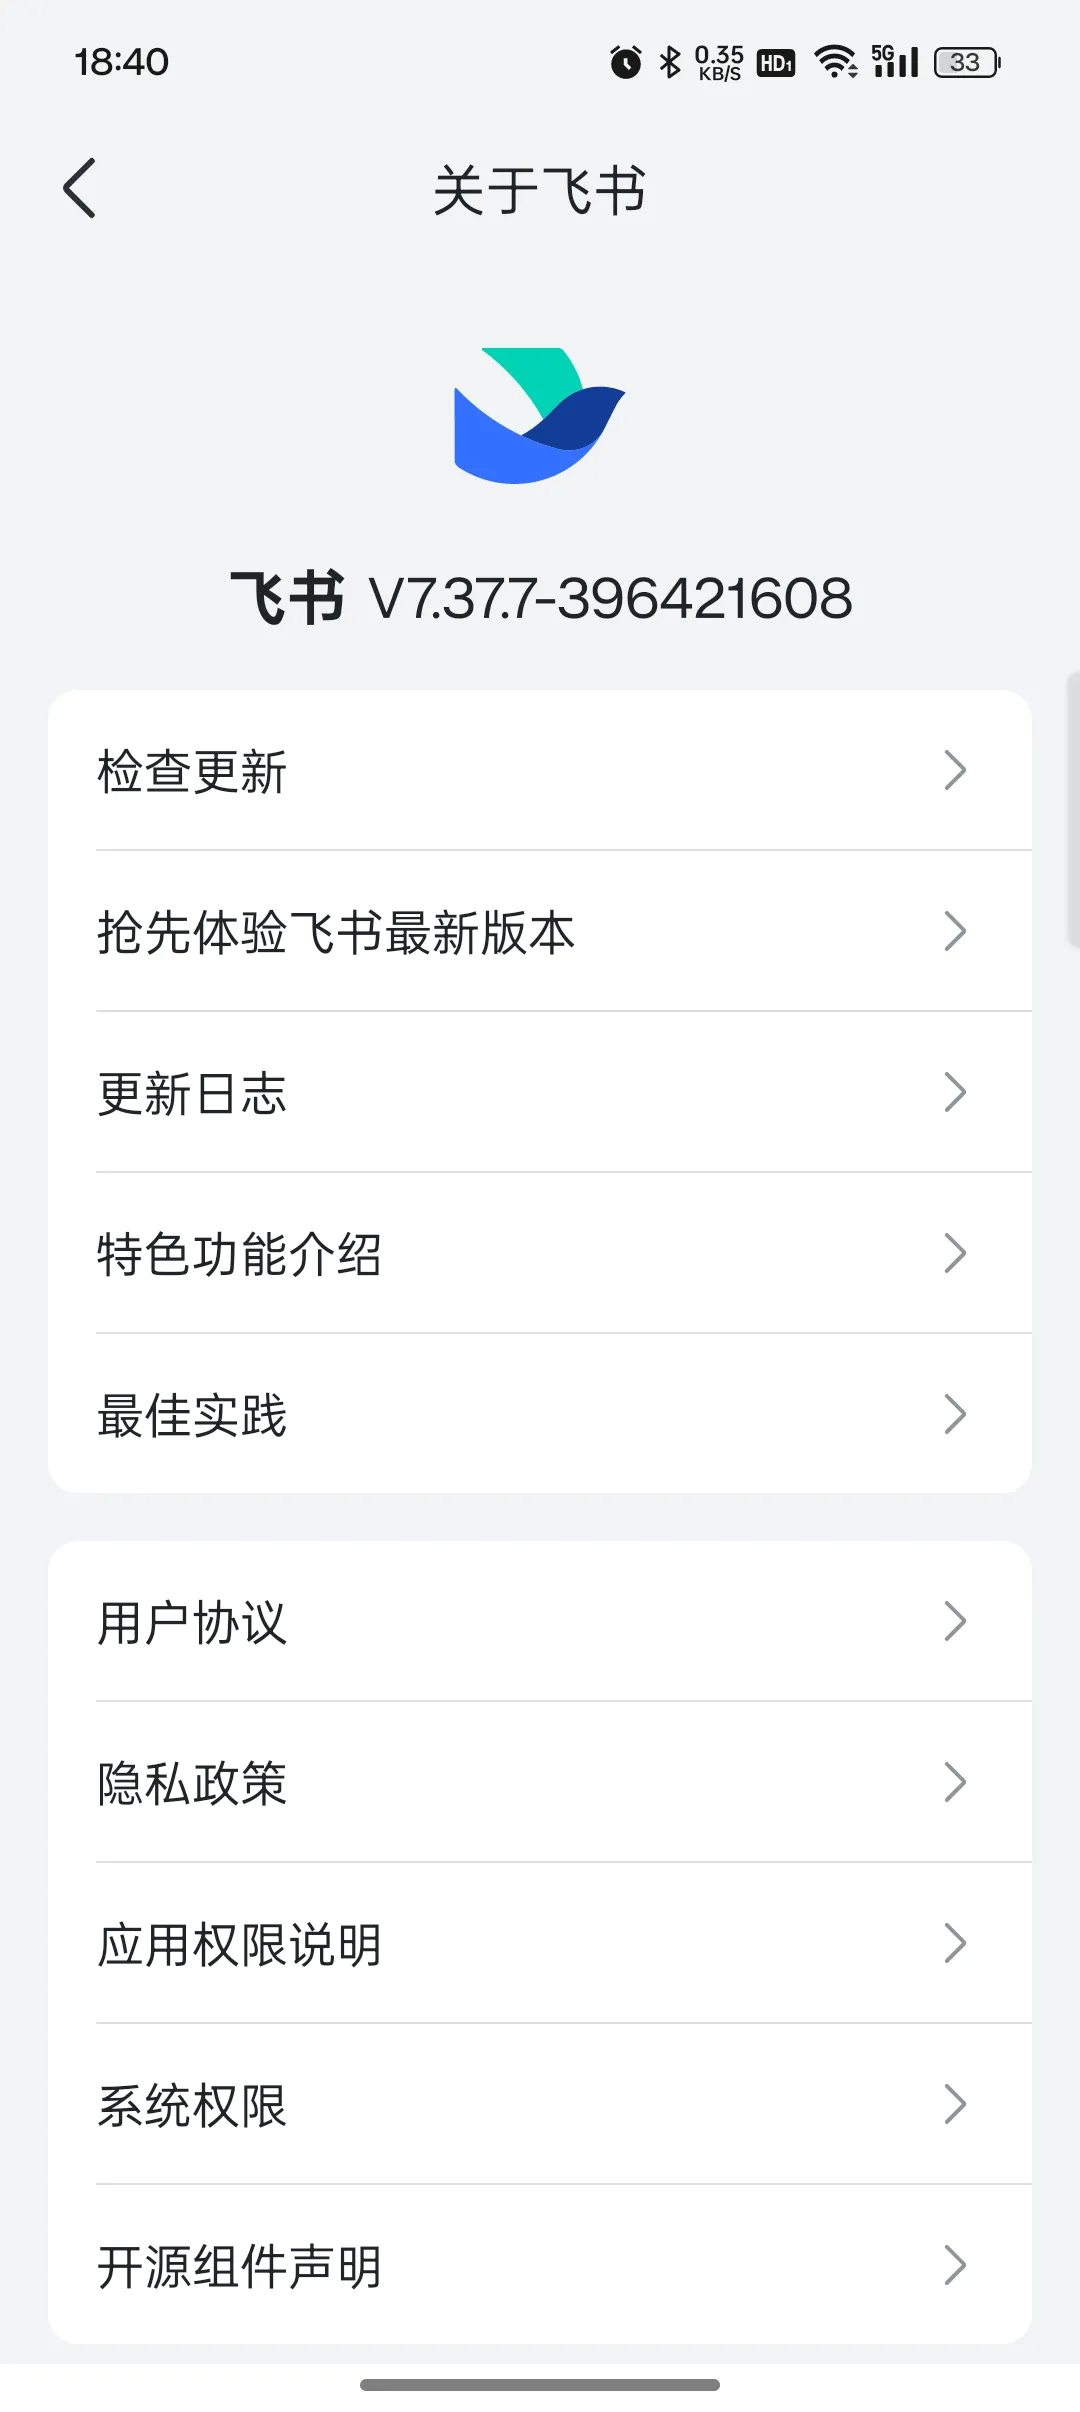 18:40
0.35 KB/S HD1 5G 33
关于飞书
飞书 V7.37.7-396421608
检查更新
抢先体验飞书最新版本
更新日志
特色功能介绍
最佳实践
用户协议
隐私政策
应用权限说明
系统权限
开源组件声明